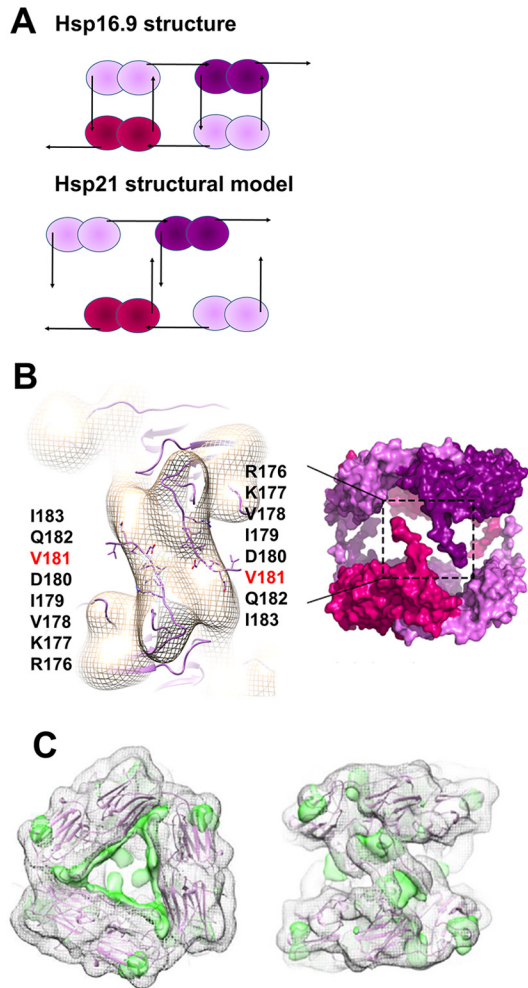 A
Hsp16.9 structure
Hsp21 structural model
B
I183
Q182
V181
D180
I179
V178
K177
R176
R176
K177
V178
I179
D180
V181
Q182
I183
C